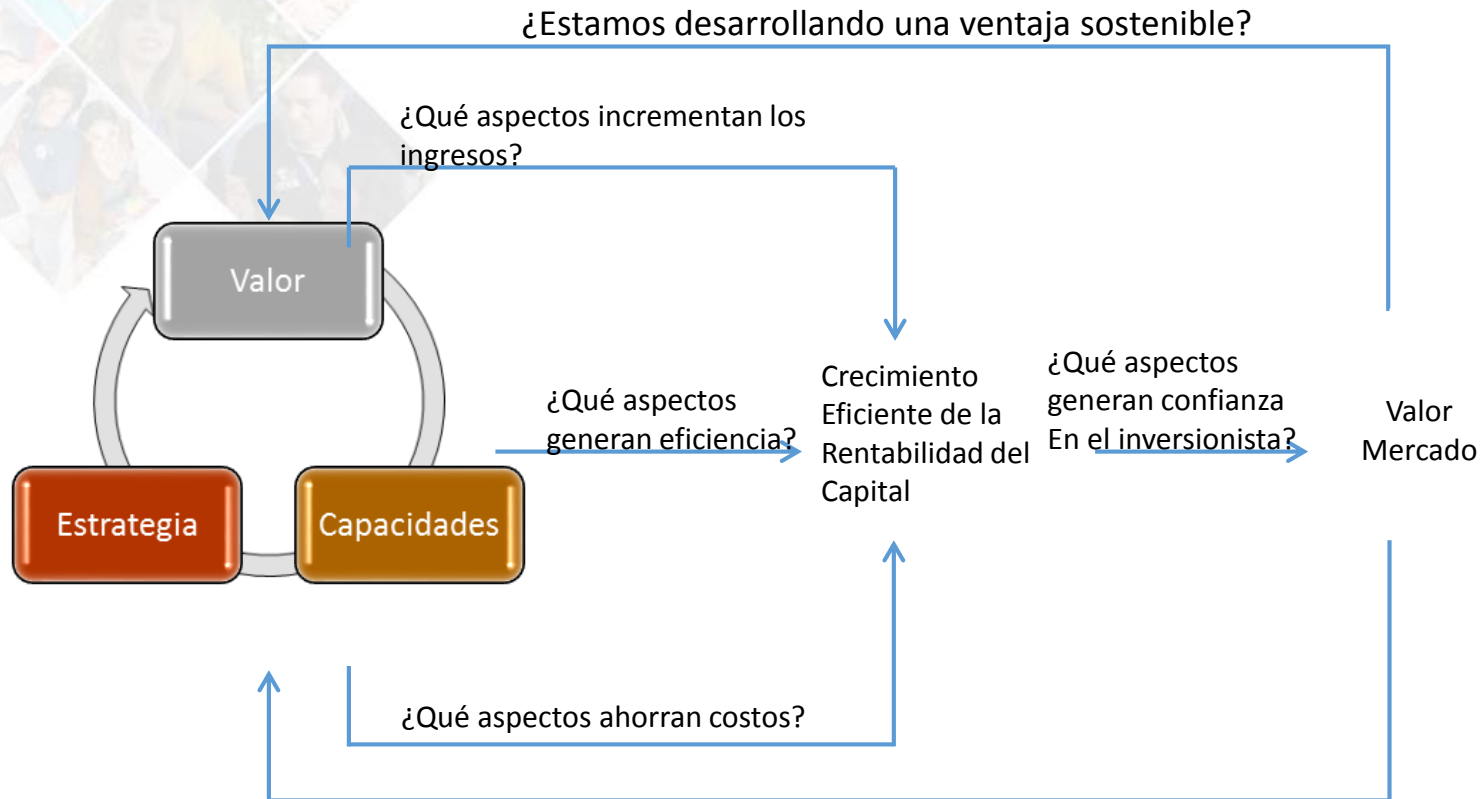 ¿Estamos desarrollando una ventaja sostenible?
¿Qué aspectos incrementan los
ingresos?
Valor
Estrategia
Capacidades
¿Qué aspectos
generan eficiencia?
Crecimiento
Eficiente de la
Rentabilidad del
Capital
¿Qué aspectos
generan confianza
En el inversionista?
Valor
Mercado
¿Qué aspectos ahorran costos?